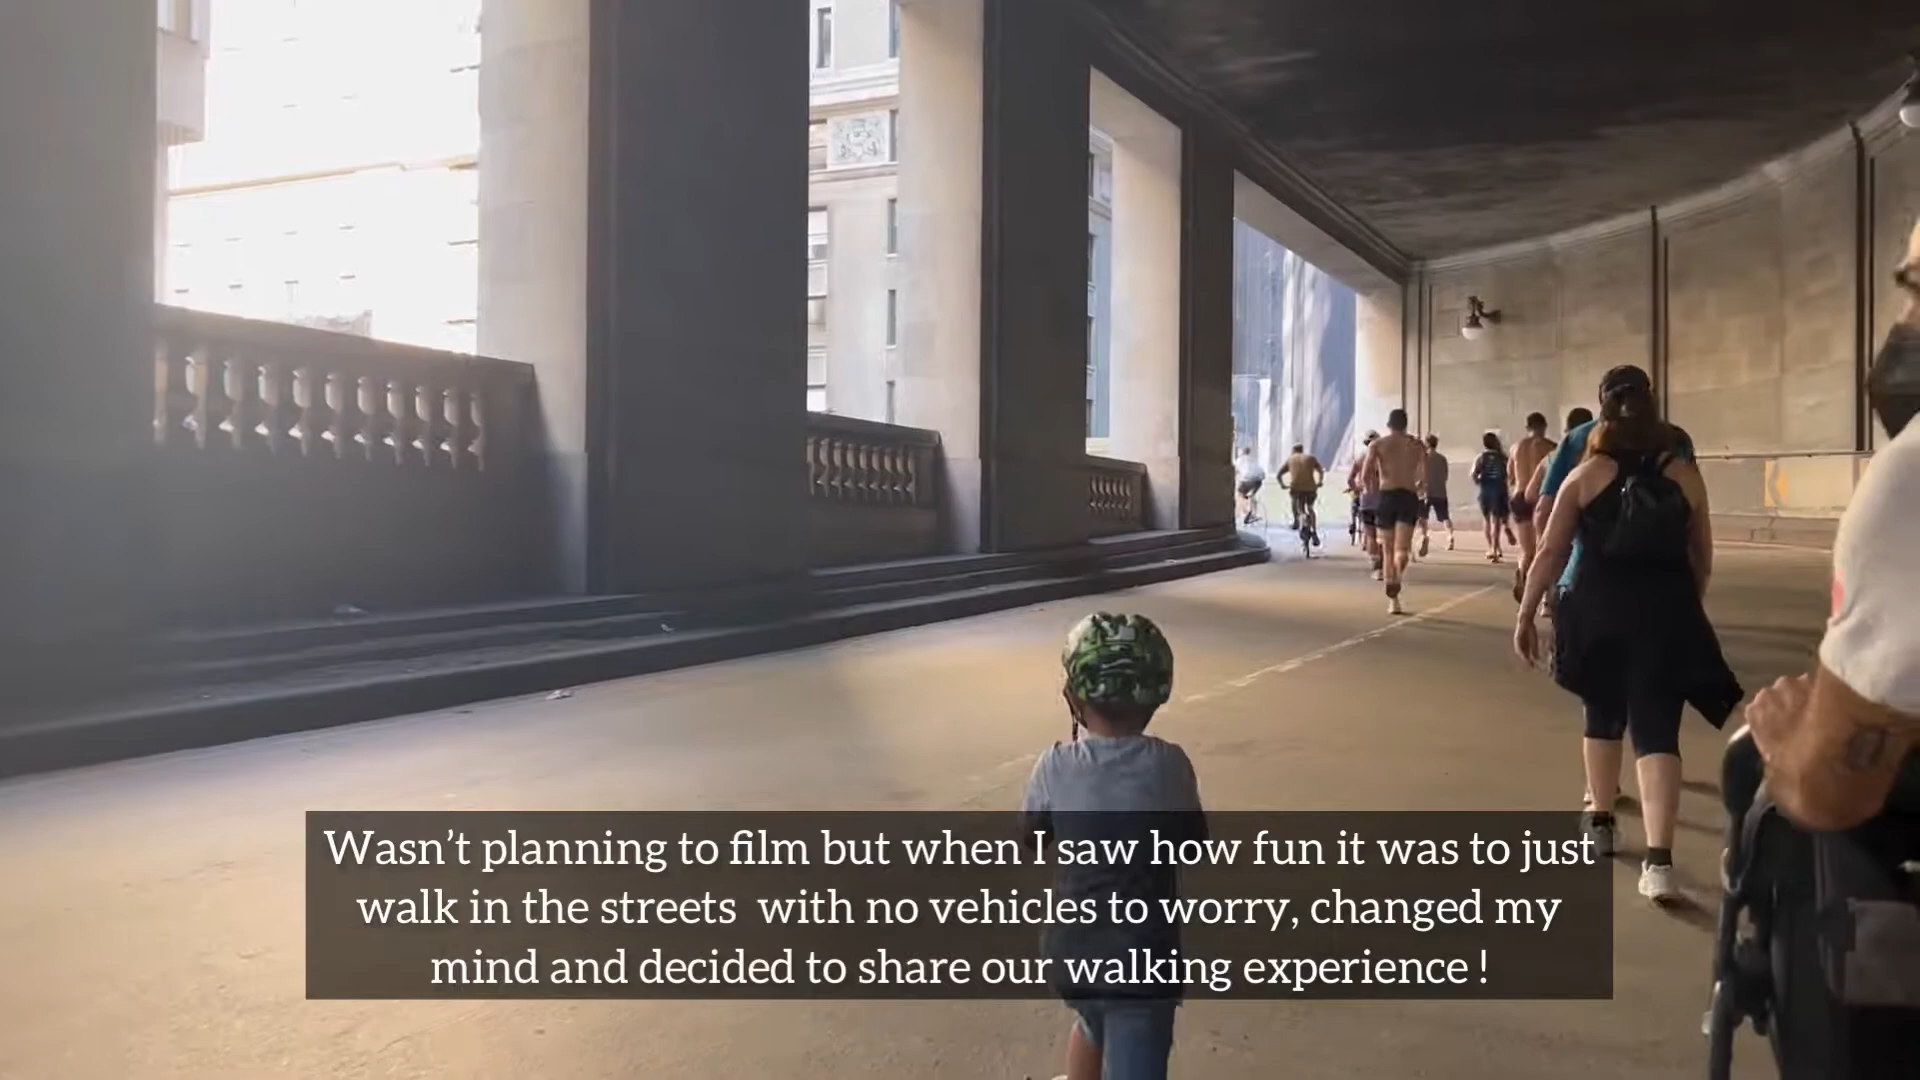 Wasn't planning to film but when I saw how fun it was to just
walk in the streets  with no vehicles to worry, changed my
mind and decided to share our walking experience !